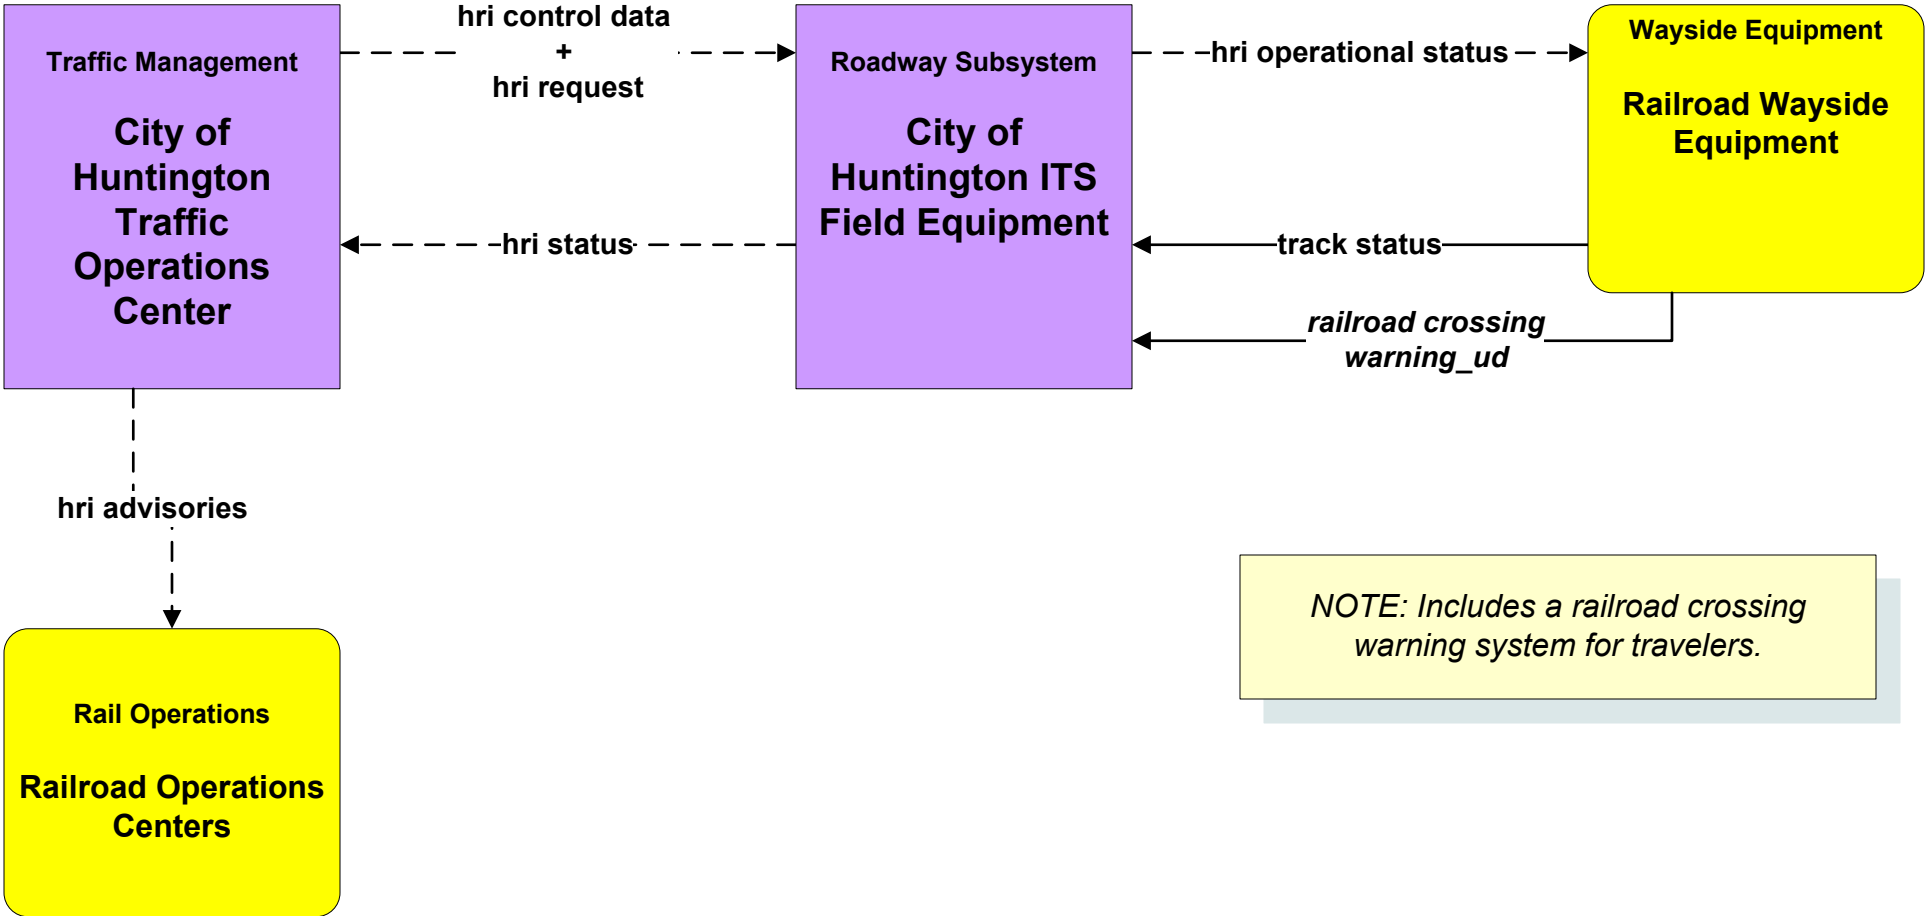 Traffic Management
City of
Huntington
Traffic
Operations
Center
hri control data
+
hri request
Roadway Subsystem
City of
Huntington ITS
Field Equipment
hri operational status
Wayside Equipment
Railroad Wayside
Equipment
hri status
track status
railroad crossing
warning_ud
hri advisories
NOTE: Includes a railroad crossing
warning system for travelers.
Rail Operations
Railroad Operations
Centers